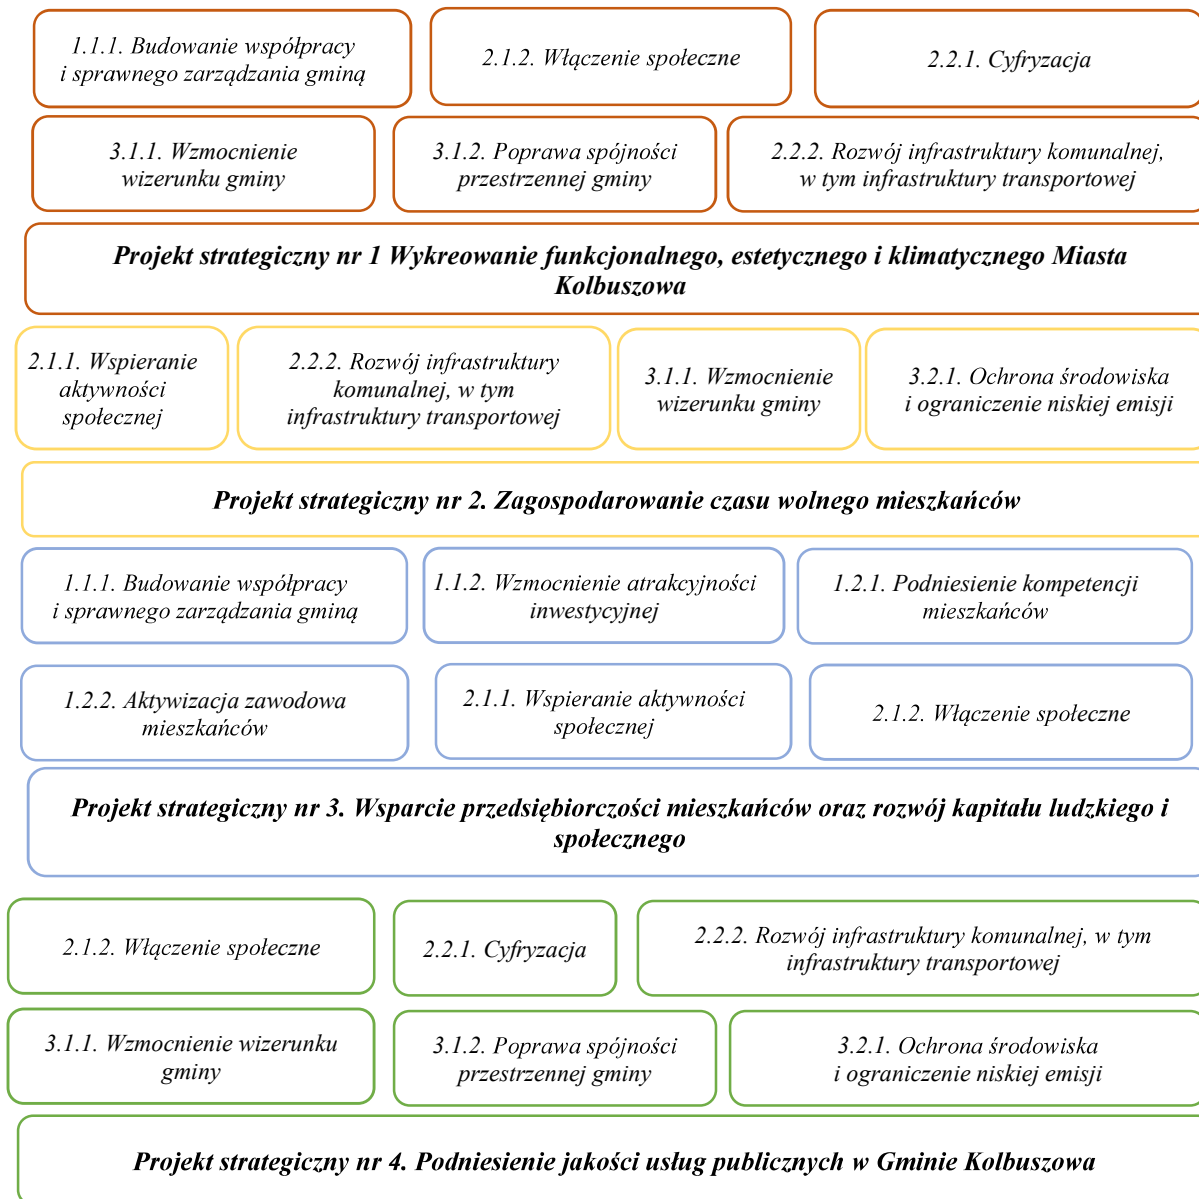 1.1.1. Budowanie współpracy
i sprawnego zarządzania gminą
2.1.2. Włączenie społeczne
2.2.1. Cyfryzacja
3.1.1. Wzmocnienie
wizerunku gminy
3.1.2. Poprawa spójności
przestrzennej gminy
2.2.2. Rozwój infrastruktury komunalnej,
w tym infrastruktury transportowej
Projekt strategiczny nr 1 Wykreowanie funkcjonalnego, estetycznego i klimatycznego Miasta
Kolbuszowa
2.1.1. Wspieranie
aktywności
społecznej
2.2.2. Rozwój infrastruktury
komunalnej, w tym
infrastruktury transportowej
3.1.1. Wzmocnienie
wizerunku gminy
3.2.1. Ochrona środowiska
i ograniczenie niskiej emisji
Projekt strategiczny nr 2. Zagospodarowanie czasu wolnego mieszkańców
1.1.1. Budowanie współpracy
i sprawnego zarządzania gminą
1.1.2. Wzmocnienie atrakcyjności
inwestycyjnej
1.2.1. Podniesienie kompetencji
mieszkańców
1.2.2. Aktywizacja zawodowa
mieszkańców
2.1.1. Wspieranie aktywności
społecznej
2.1.2. Włączenie społeczne
Projekt strategiczny nr 3. Wsparcie przedsiębiorczości mieszkańców oraz rozwój kapitału ludzkiego i
społecznego
2.1.2. Włączenie społeczne
2.2.1. Cyfryzacja
2.2.2. Rozwój infrastruktury komunalnej, w tym
infrastruktury transportowej
3.1.1. Wzmocnienie wizerunku
gminy
3.1.2. Poprawa spójności
przestrzennej gminy
3.2.1. Ochrona środowiska
i ograniczenie niskiej emisji
Projekt strategiczny nr 4. Podniesienie jakości usług publicznych w Gminie Kolbuszowa